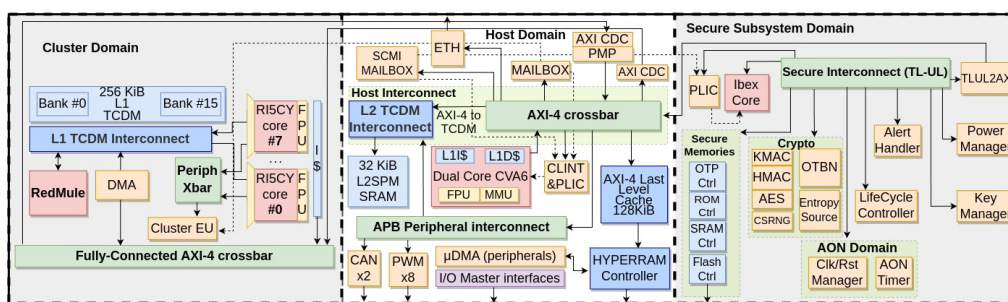 Cluster Domain
256 KiB
L1
TCDM
Bank #0
Bank #15
L1 TCDM Interconnect
RI5CY
core
#7
F
P
U
...
RI5CY
core
#0
F
P
U
I
$
RedMule
DMA
Periph
Xbar
Cluster EU
Fully-Connected AXI-4 crossbar
Host Domain
ETH
SCMI
MAILBOX
MAILBOX
AXI CDC
PMP
AXI CDC
Host Interconnect
L2 TCDM
Interconnect
AXI-4 to
TCDM
AXI-4 crossbar
32 KiB
L2SPM
SRAM
L1I$
L1D$
Dual Core CVA6
FPU
MMU
CLINT
&PLIC
AXI-4 Last
Level
Cache
128KiB
APB Peripheral interconnect
CAN
x2
PWM
x8
μDMA (peripherals)
I/O Master interfaces
HYPERRAM
Controller
Secure Subsystem Domain
PLIC
Ibex
Core
Secure Interconnect (TL-UL)
TLUL2AXI
Secure
Memories
OTP
Ctrl
ROM
Ctrl
SRAM
Ctrl
Flash
Ctrl
Crypto
KMAC
HMAC
AES
CSRNG
OTBN
Entropy
Source
Alert
Handler
LifeCycle
Controller
Power
Manager
Key
Manager
AON Domain
Clk/Rst
Manager
AON
Timer